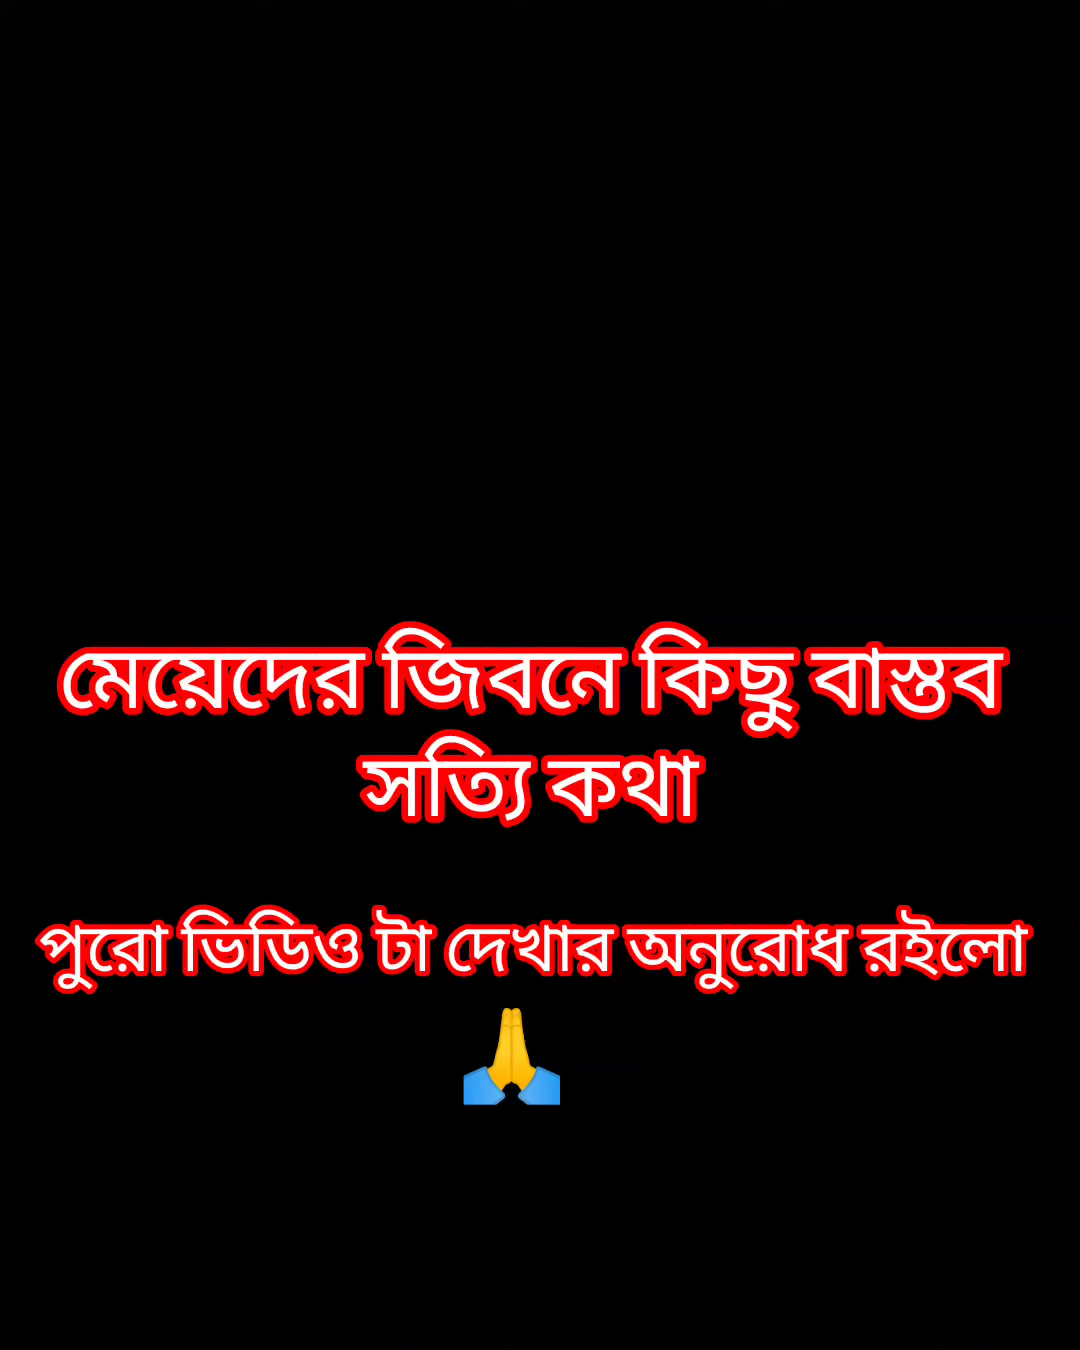 মেয়েদের জিবনে কিছু বাস্তব
সত্যি কথা
পুরো ভিডিও টা দেখার অনুরোধ রইলো
🙏